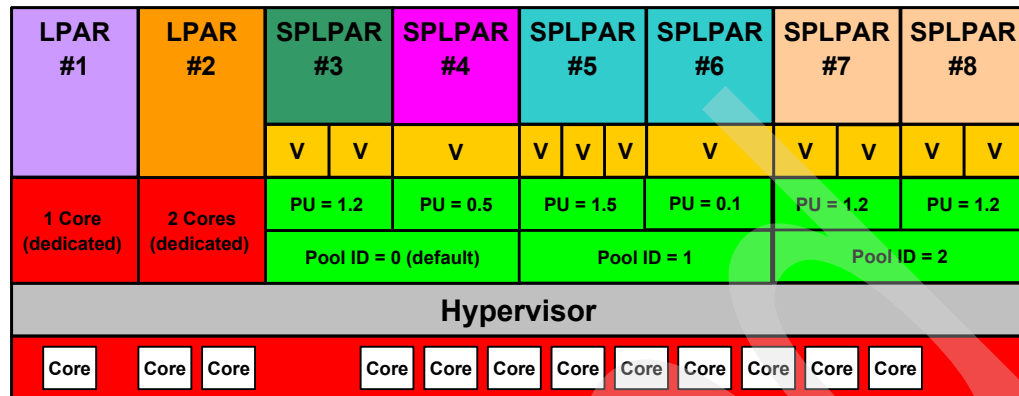 LPAR #1
LPAR #2
SPLPAR #3
SPLPAR #4
SPLPAR #5
SPLPAR #6
SPLPAR #7
SPLPAR #8
V V V V V V V V V V V
1 Core (dedicated)
2 Cores (dedicated)
PU = 1.2
PU = 0.5
PU = 1.5
PU = 0.1
PU = 1.2
PU = 1.2
Pool ID = 0 (default)
Pool ID = 1
Pool ID = 2
Hypervisor
Core Core Core Core Core Core Core Core Core Core Core Core